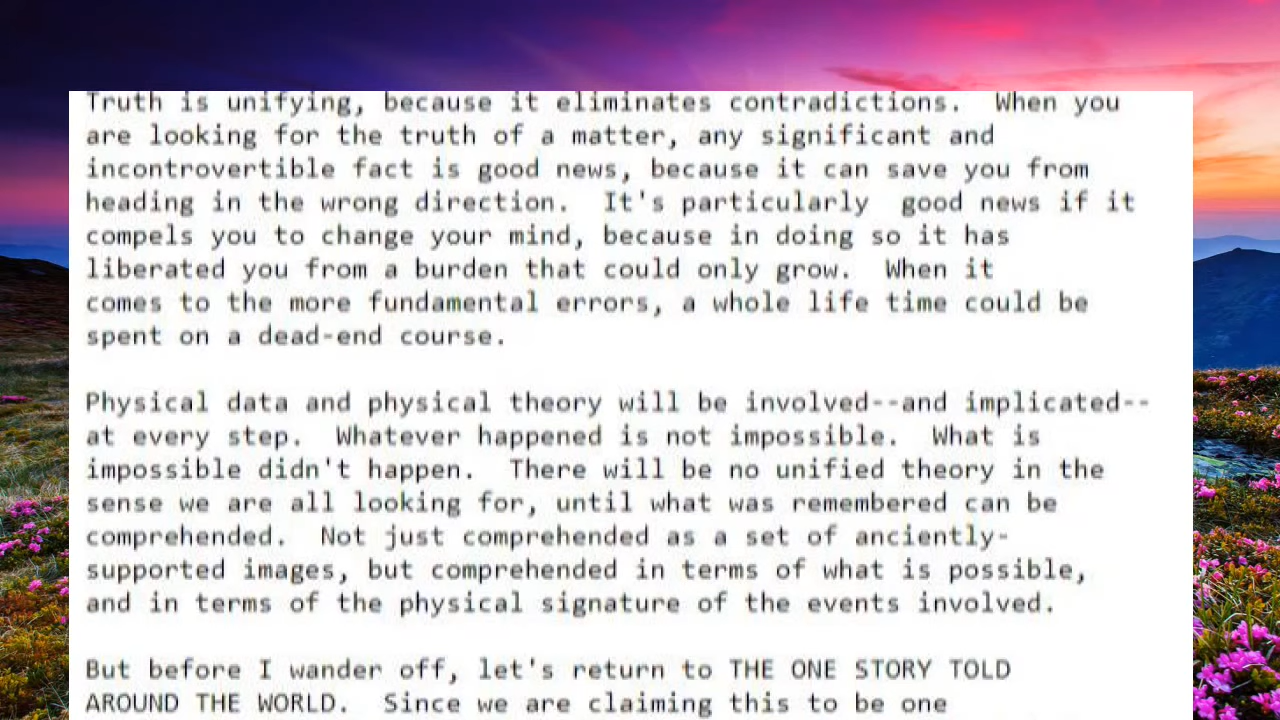 Truth is unifying, because it eliminates contradictions.  When you
are looking for the truth of a matter, any significant and
incontrovertible fact is good news, because it can save you from
heading in the wrong direction.  It's particularly  good news if it
compels you to change your mind, because in doing so it has
liberated you from a burden that could only grow.  When it
comes to the more fundamental errors, a whole life time could be
spent on a dead-end course.

Physical data and physical theory will be involved--and implicated--
at every step.  Whatever happened is not impossible.  What is
impossible didn't happen.  There will be no unified theory in the
sense we are all looking for, until what was remembered can be
comprehended.  Not just comprehended as a set of anciently-
supported images, but comprehended in terms of what is possible,
and in terms of the physical signature of the events involved.

But before I wander off, let's return to THE ONE STORY TOLD
AROUND THE WORLD.  Since we are claiming this to be one